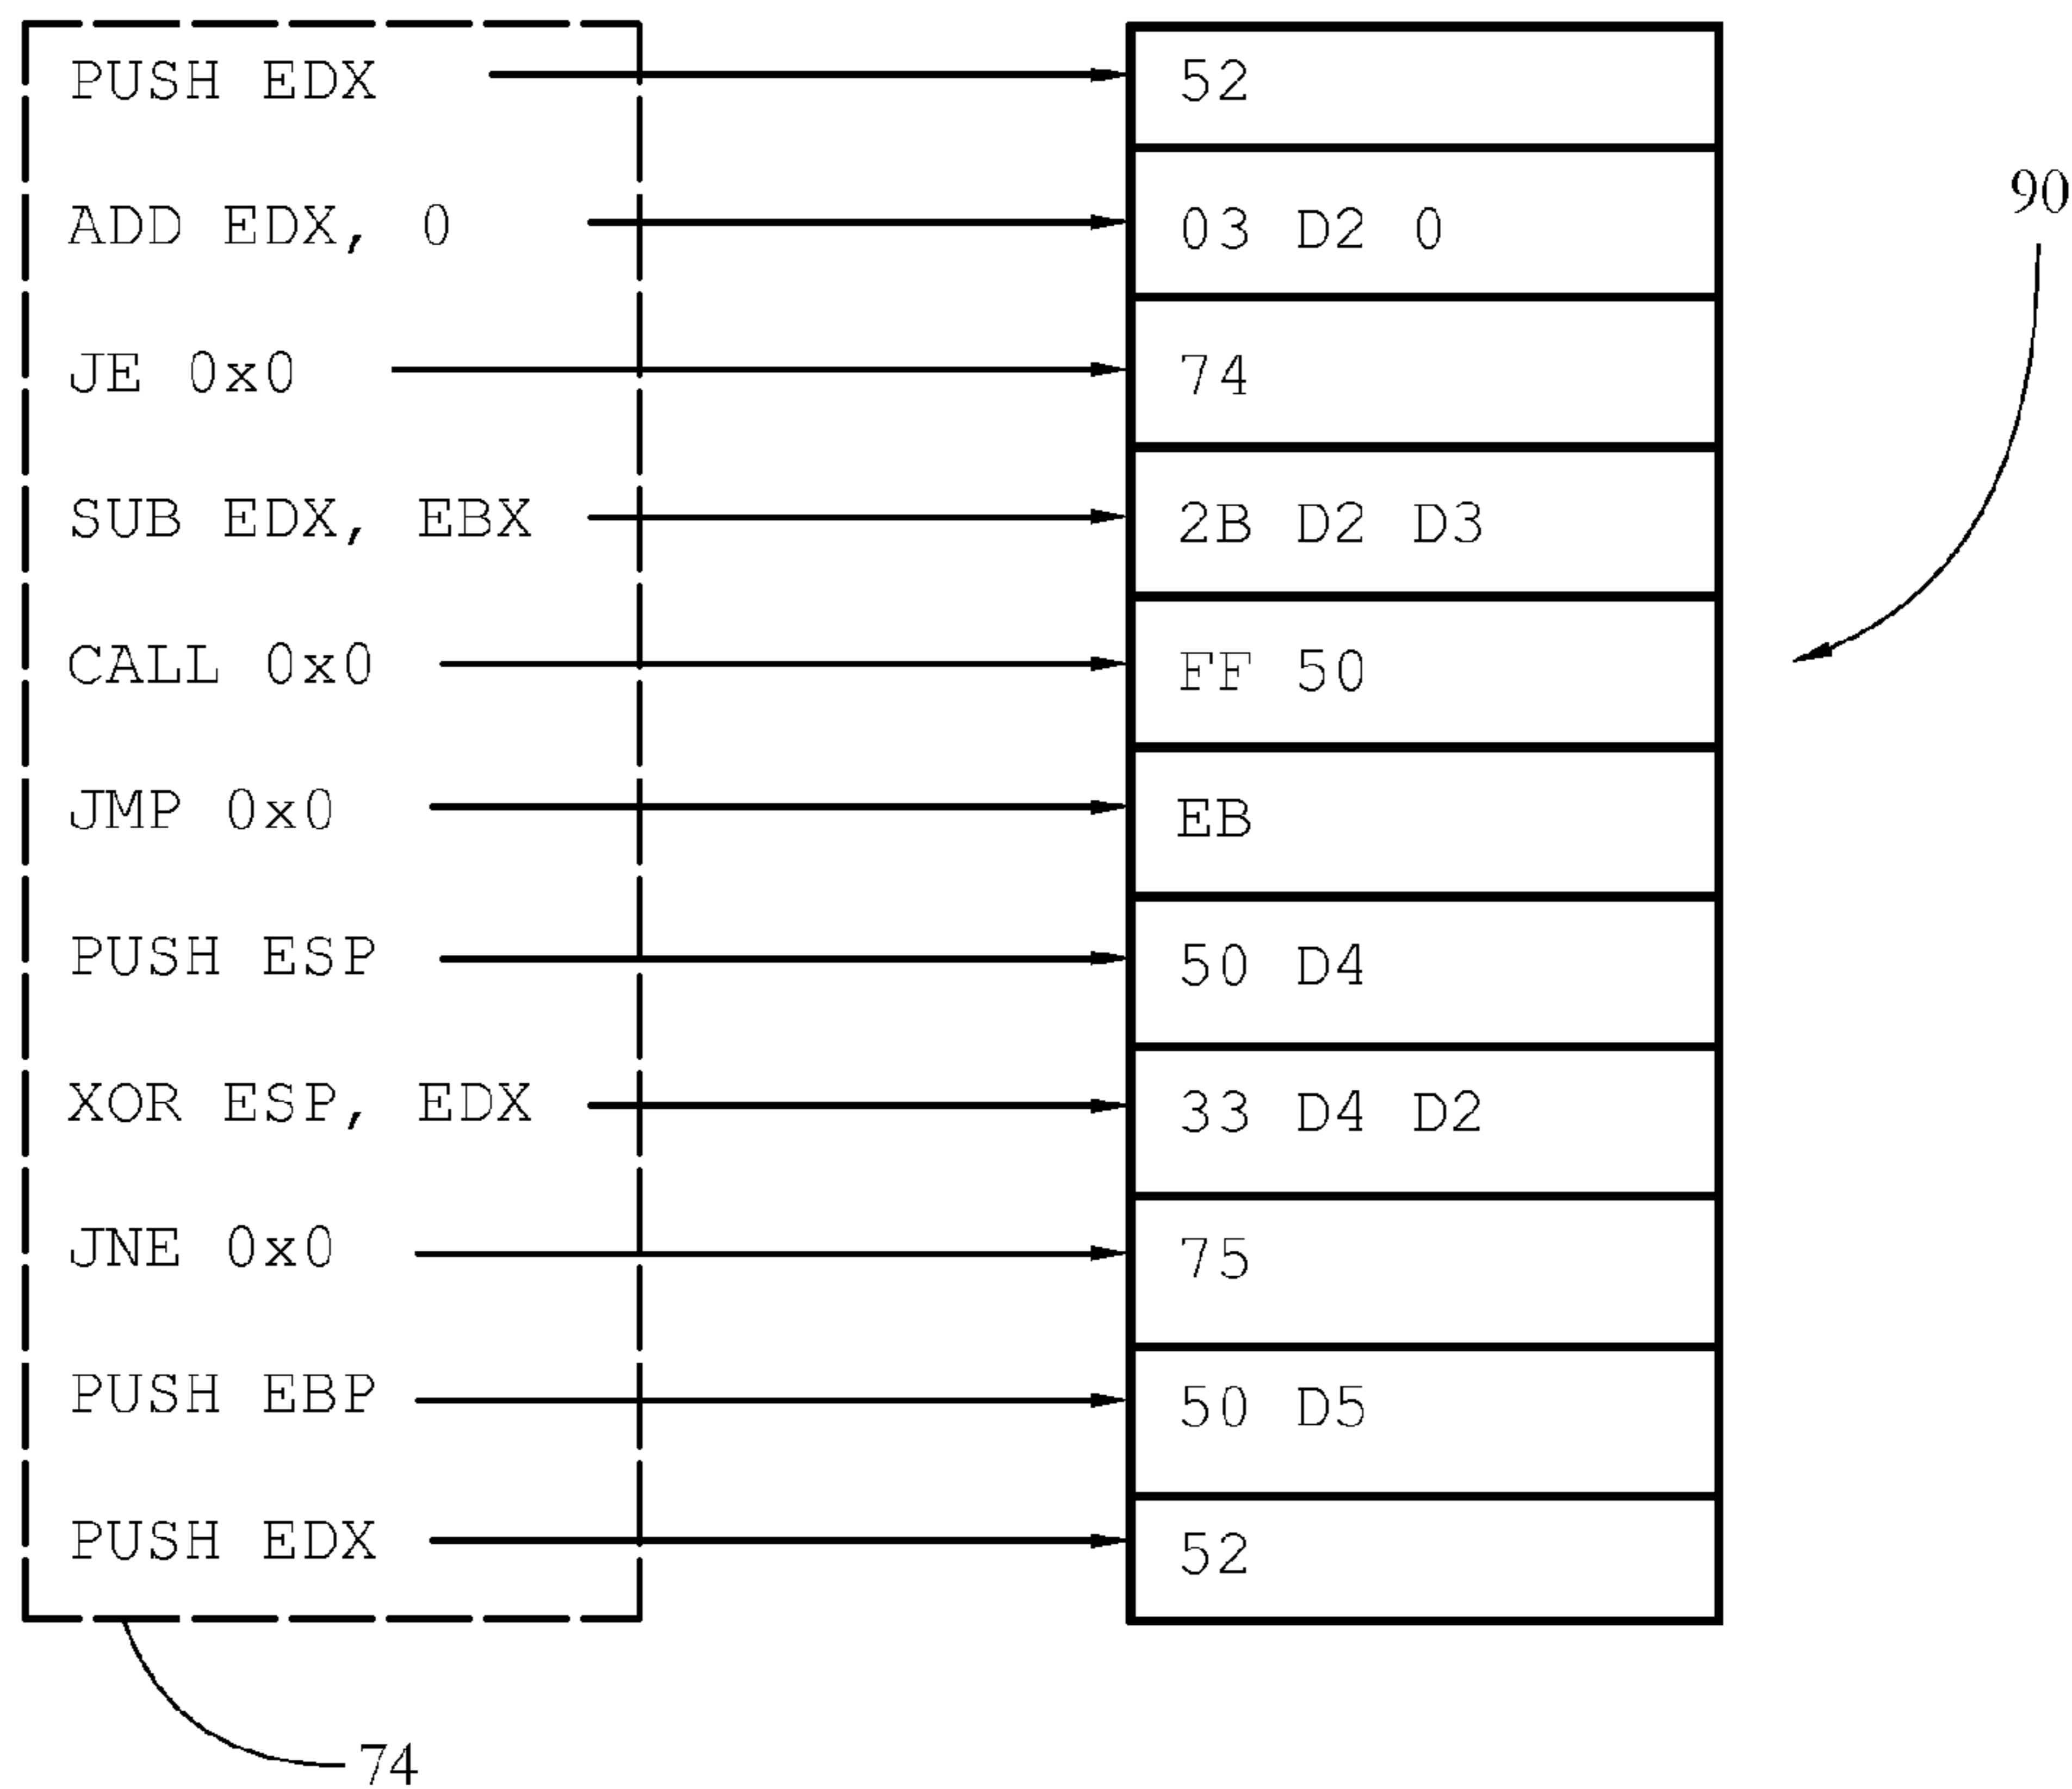 PUSH EDX 52
ADD EDX, 0 03 D2 0
90
JE 0x0 74
SUB EDX, EBX 2B D2 D3
CALL 0x0 FF 50
JMP 0x0 EB
PUSH ESP 50 D4
XOR ESP, EDX 33 D4 D2
JNE 0x0 75
PUSH EBP 50 D5
PUSH EDX 52
74